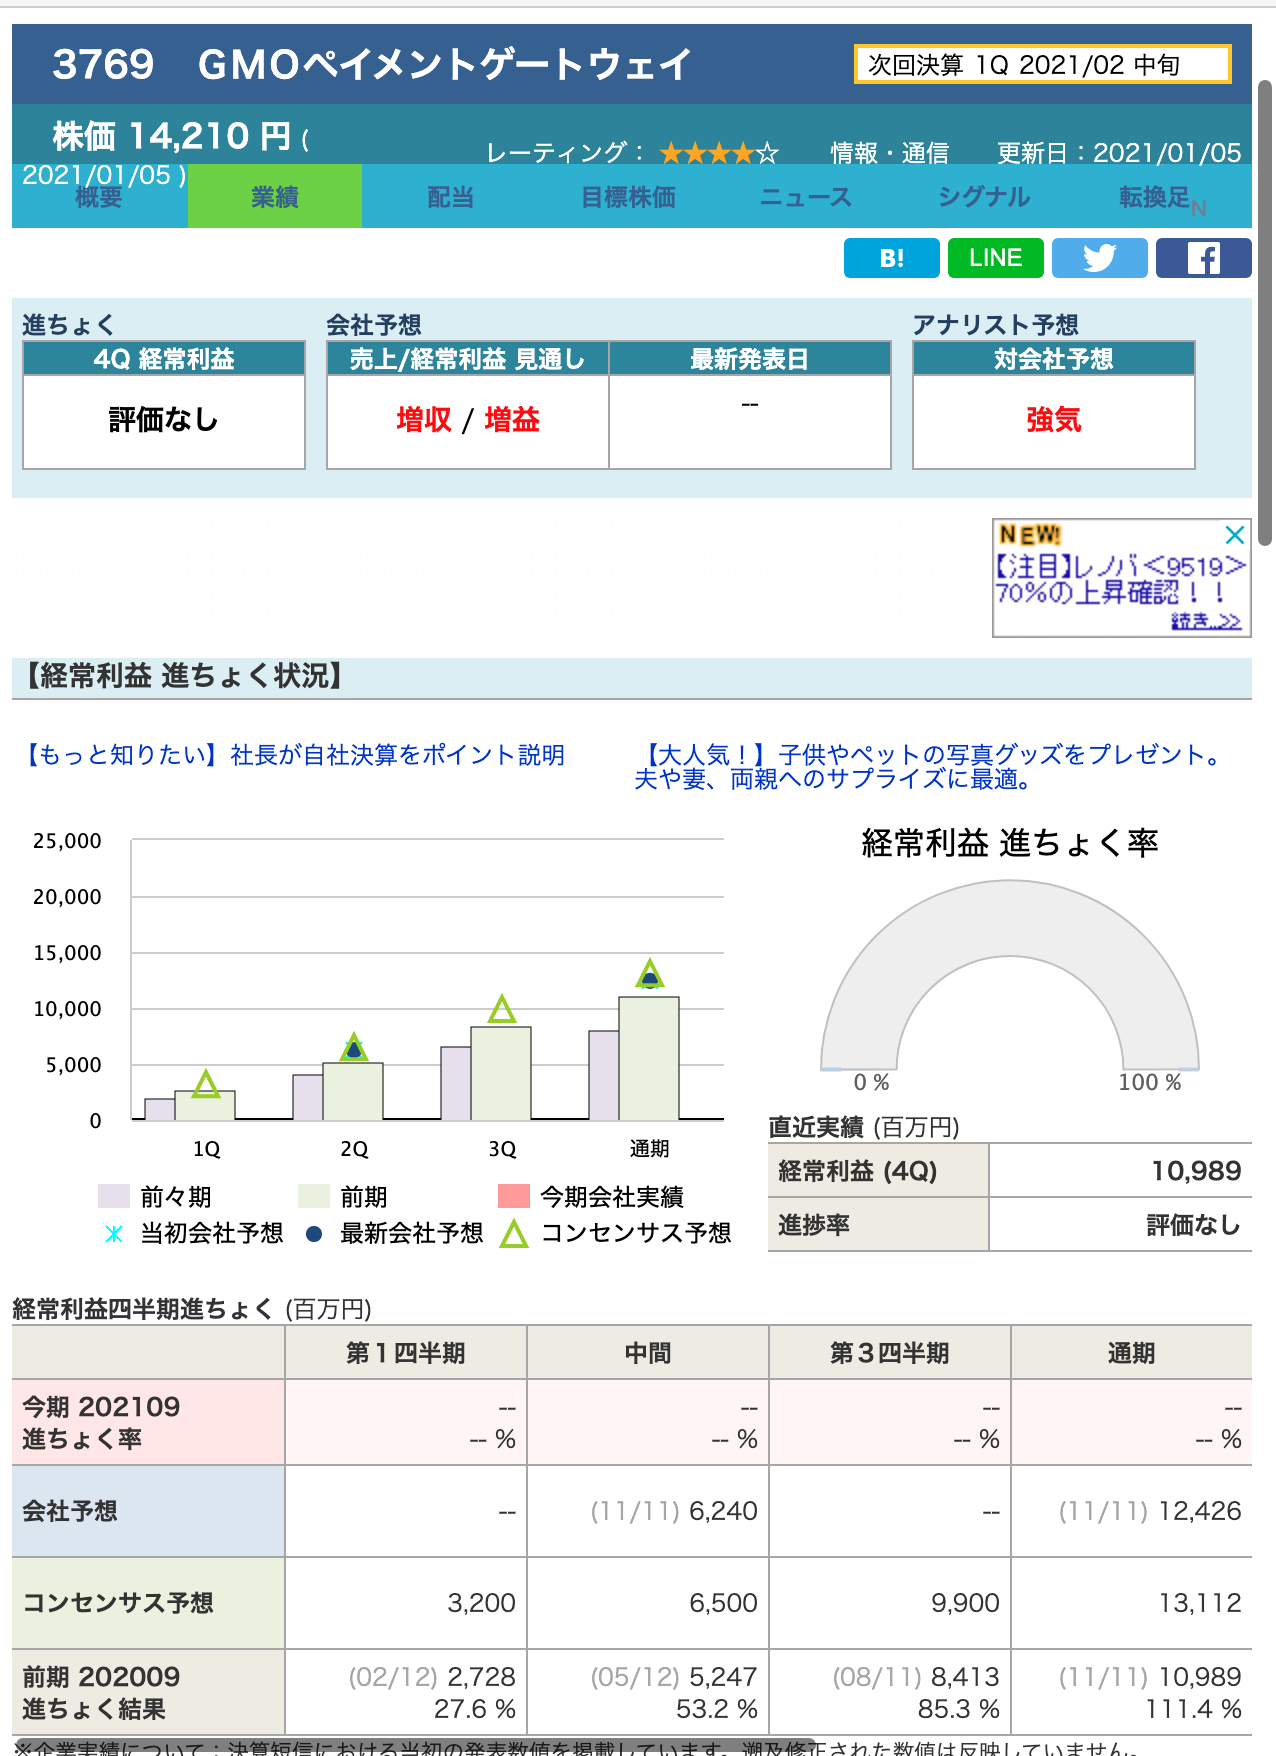 3769　GMOペイメントゲートウェイ
次回決算 1Q 2021/02 中旬
株価 14,210 円 (
2021/01/05 )
レーティング： ★★★★☆
情報・通信
更新日：2021/01/05
概要
業績
配当
目標株価
ニュース
シグナル
転換足
N
B!
LINE
進ちょく
会社予想
アナリスト予想
4Q 経常利益
売上/経常利益 見通し
最新発表日
対会社予想
評価なし
増収 / 増益
--
強気
NEW!
【注目】レノバ<9519>
70%の上昇確認！！
続き..>>
【経常利益 進ちょく状況】
【もっと知りたい】社長が自社決算をポイント説明
【大人気！】子供やペットの写真グッズをプレゼント。
夫や妻、両親へのサプライズに最適。
25,000
20,000
15,000
10,000
5,000
0
1Q
2Q
3Q
通期
前々期
前期
今期会社実績
当初会社予想
最新会社予想
コンセンサス予想
経常利益 進ちょく率
0 %
100 %
直近実績 (百万円)
経常利益 (4Q) 10,989
進捗率 評価なし
経常利益四半期進ちょく (百万円)
第１四半期 中間 第３四半期 通期
今期 202109 -- -- -- --
進ちょく率 -- % -- % -- % -- %
会社予想 -- (11/11) 6,240 -- (11/11) 12,426
コンセンサス予想 3,200 6,500 9,900 13,112
前期 202009 (02/12) 2,728 (05/12) 5,247 (08/11) 8,413 (11/11) 10,989
進ちょく結果 27.6 % 53.2 % 85.3 % 111.4 %
※企業実績について：決算短信における当初の発表数値を掲載しています。遡及修正された数値は反映していません。